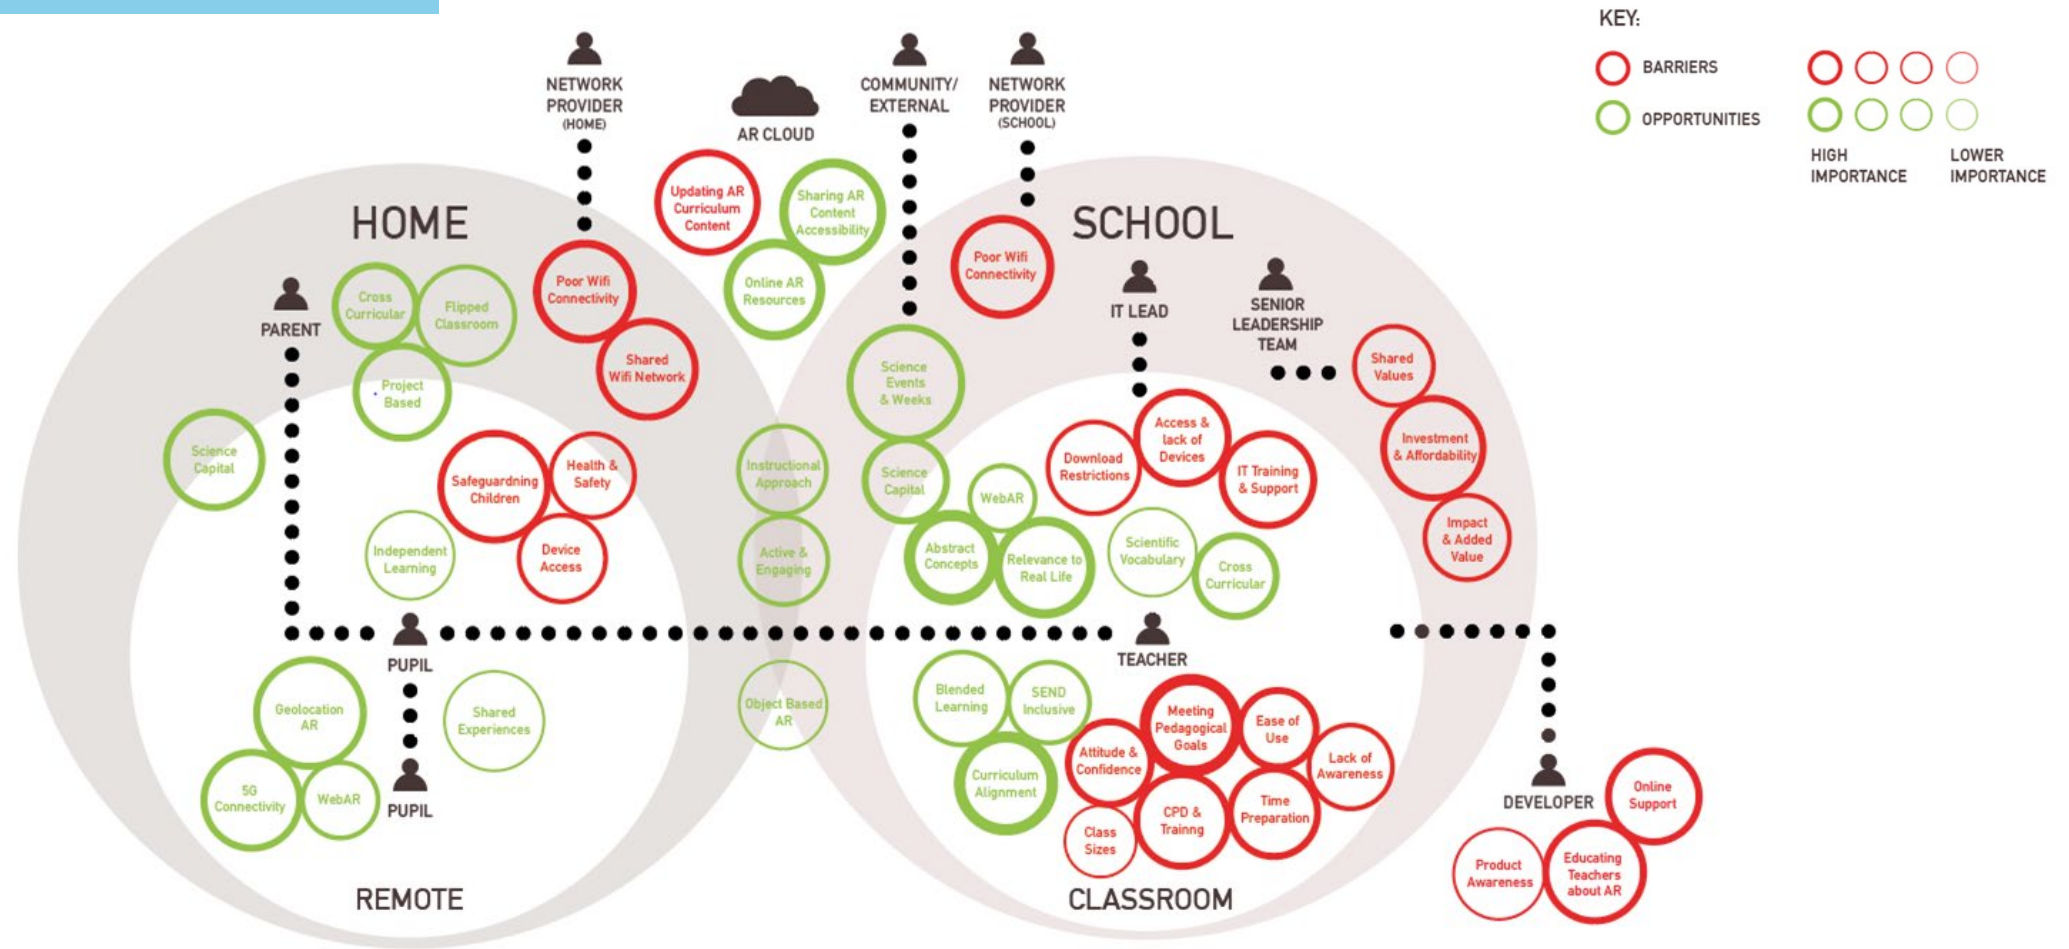 KEY:
BARRIERS
OPPORTUNITIES
HIGH
IMPORTANCE
LOWER
IMPORTANCE
NETWORK
PROVIDER
(HOME)
AR CLOUD
COMMUNITY/
EXTERNAL
NETWORK
PROVIDER
(SCHOOL)
Updating AR
Curriculum
Content
Sharing AR
Content
Accessibility
Online AR
Resources
HOME
PARENT
Cross
Curricular
Flipped
Classroom
Project
Based
Poor Wifi
Connectivity
Shared
Wifi Network
Science
Capital
Safeguardning
Children
Health &
Safety
Device
Access
Independent
Learning
PUPIL
Geolocation
AR
5G
Connectivity
WebAR
Shared
Experiences
PUPIL
REMOTE
Instructional
Approach
Active &
Engaging
Object Based
AR
SCHOOL
Poor Wifi
Connectivity
IT LEAD
SENIOR
LEADERSHIP
TEAM
Shared
Values
Investment
& Affordability
Impact
& Added
Value
Science
Events
& Weeks
Science
Capital
WebAR
Abstract
Concepts
Relevance to
Real Life
Download
Restrictions
Access &
lack of
Devices
IT Training
& Support
Scientific
Vocabulary
Cross
Curricular
TEACHER
Blended
Learning
SEND
Inclusive
Curriculum
Alignment
Attitude &
Confidence
Meeting
Pedagogical
Goals
Ease of
Use
Lack of
Awareness
Class
Sizes
CPD &
Trainng
Time
Preparation
CLASSROOM
DEVELOPER
Online
Support
Product
Awareness
Educating
Teachers
about AR